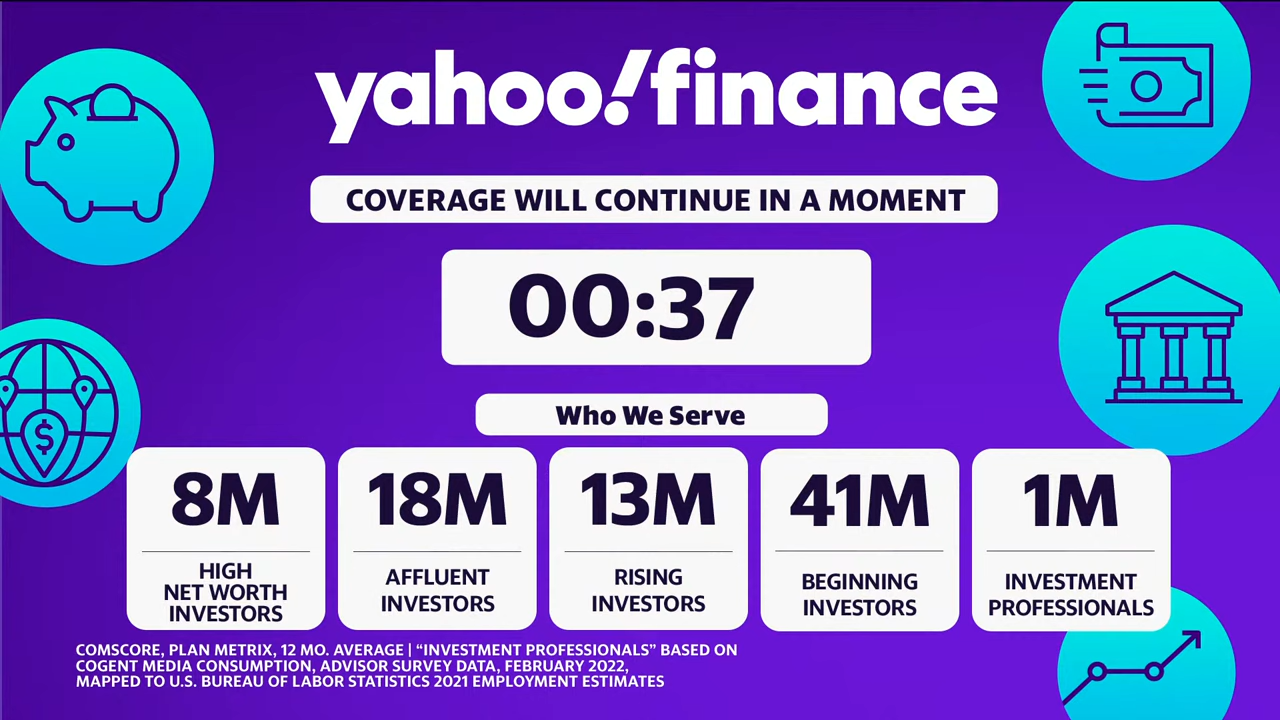 yahoo!finance
COVERAGE WILL CONTINUE IN A MOMENT
00:37
Who We Serve
8M
HIGH
NET WORTH
INVESTORS
18M
AFFLUENT
INVESTORS
13M
RISING
INVESTORS
41M
BEGINNING
INVESTORS
1M
INVESTMENT
PROFESSIONALS
$
COMSCORE, PLAN METRIX, 12 MO. AVERAGE | “INVESTMENT PROFESSIONALS” BASED ON
COGENT MEDIA CONSUMPTION, ADVISOR SURVEY DATA, FEBRUARY 2022,
MAPPED TO U.S. BUREAU OF LABOR STATISTICS 2021 EMPLOYMENT ESTIMATES